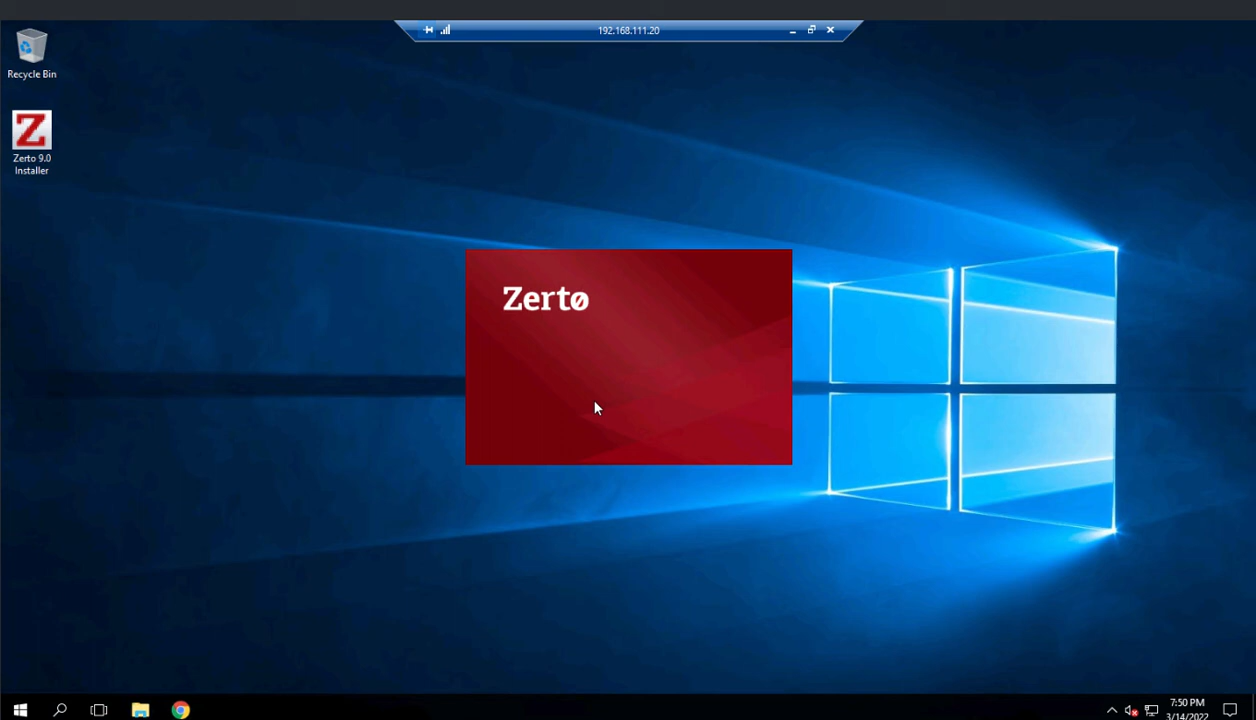 192.168.111.20
Recycle Bin
Z
Zerto 9.0
Installer
Zertø
7:50 PM
3/14/2022